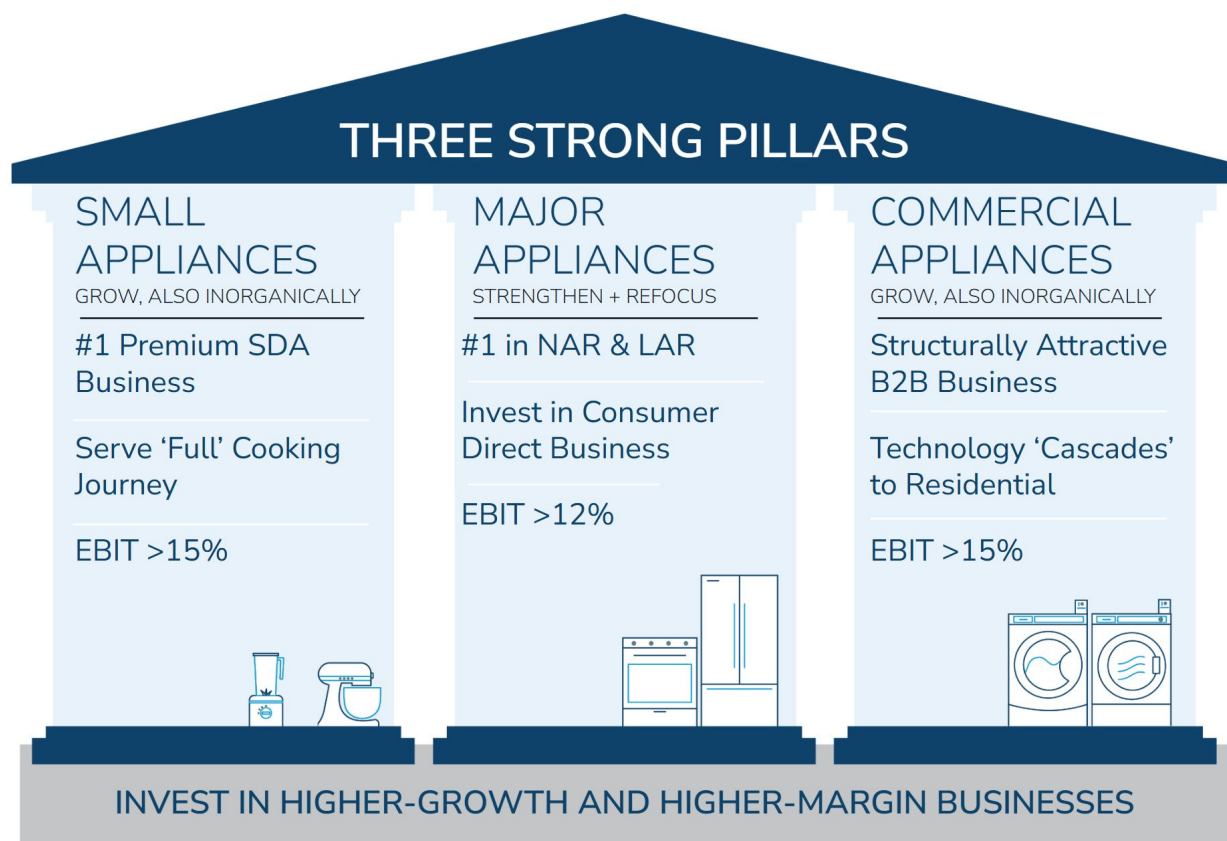 THREE STRONG PILLARS
SMALL
APPLIANCES
GROW, ALSO INORGANICALLY
#1 Premium SDA
Business
Serve ‘Full’ Cooking
Journey
EBIT >15%
MAJOR
APPLIANCES
STRENGTHEN + REFOCUS
#1 in NAR & LAR
Invest in Consumer
Direct Business
EBIT >12%
COMMERCIAL
APPLIANCES
GROW, ALSO INORGANICALLY
Structurally Attractive
B2B Business
Technology ‘Cascades’
to Residential
EBIT >15%
INVEST IN HIGHER-GROWTH AND HIGHER-MARGIN BUSINESSES